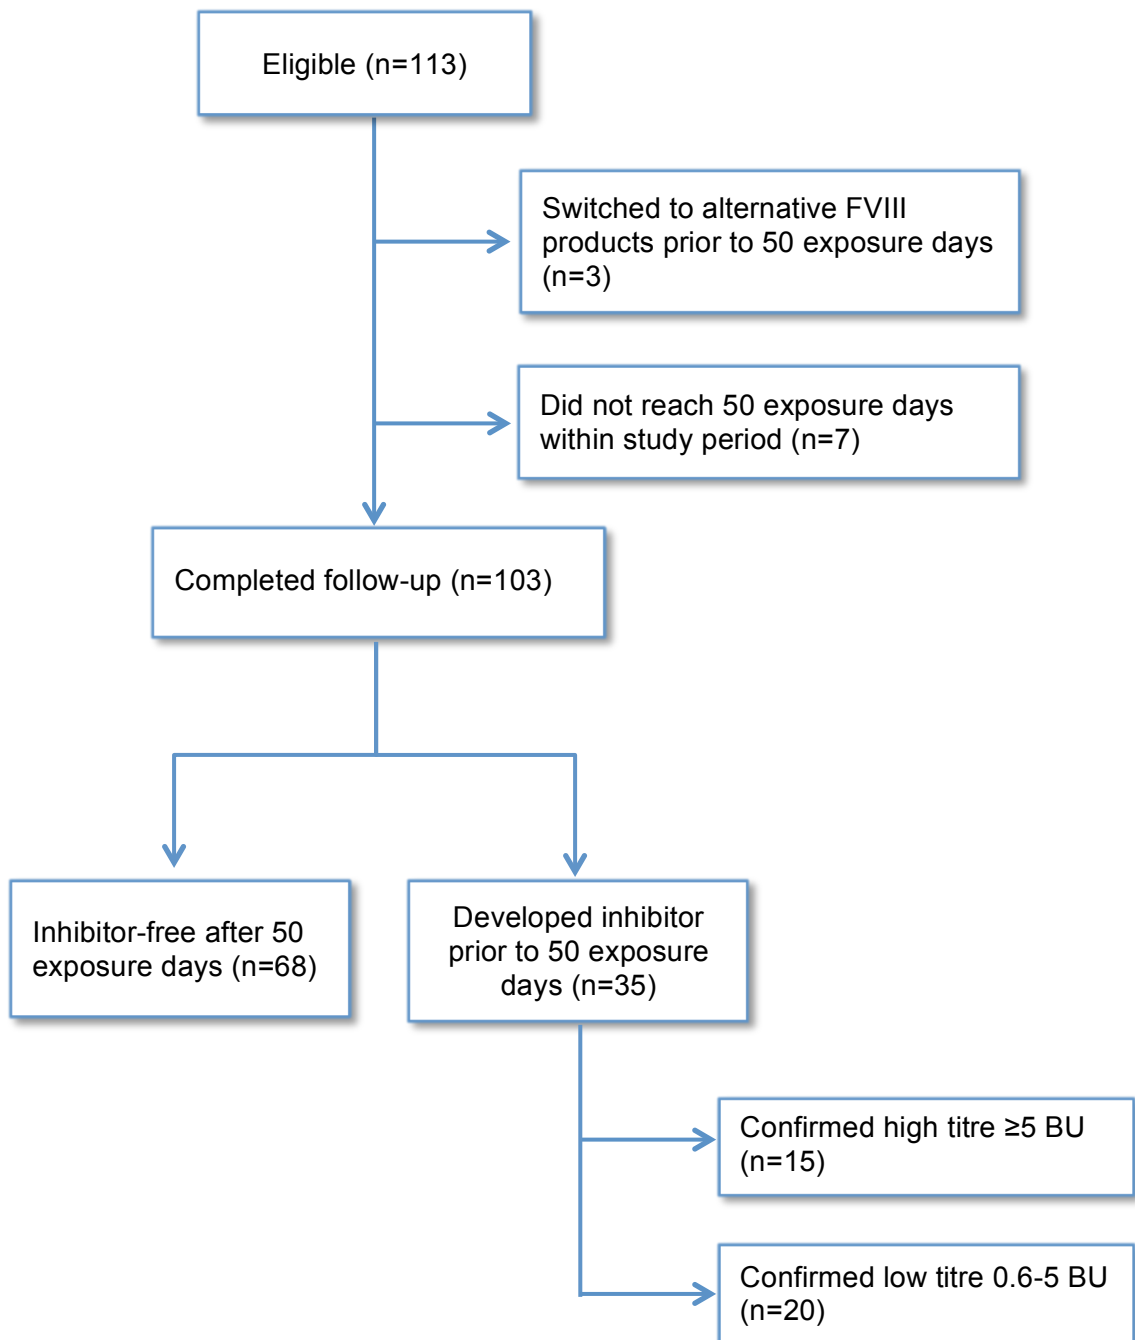 Eligible (n=113)
Switched to alternative FVIII
products prior to 50 exposure days
(n=3)
Did not reach 50 exposure days
within study period (n=7)
Completed follow-up (n=103)
Inhibitor-free after 50
exposure days (n=68)
Developed inhibitor
prior to 50 exposure
days (n=35)
Confirmed high titre ≥5 BU
(n=15)
Confirmed low titre 0.6-5 BU
(n=20)